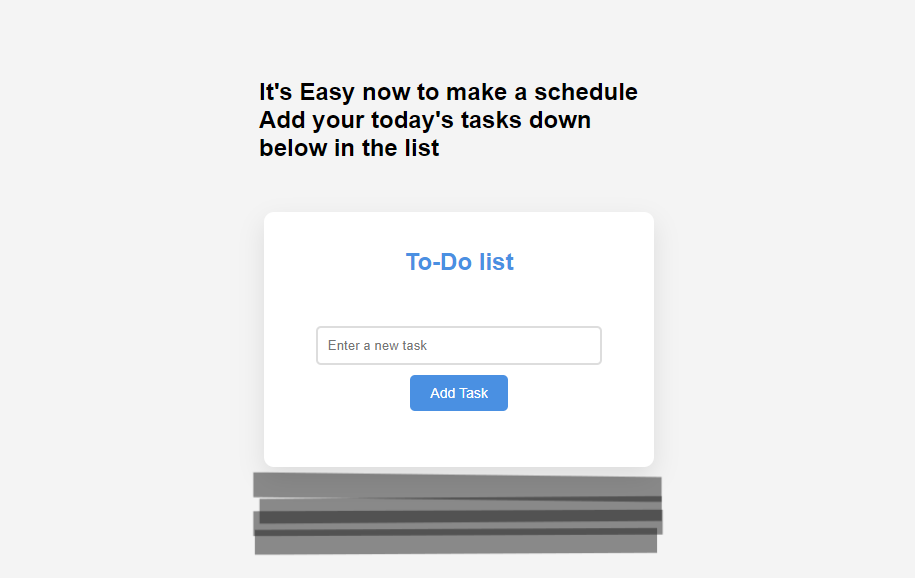 It's Easy now to make a schedule
Add your today's tasks down
below in the list
To-Do list
Enter a new task
Add Task